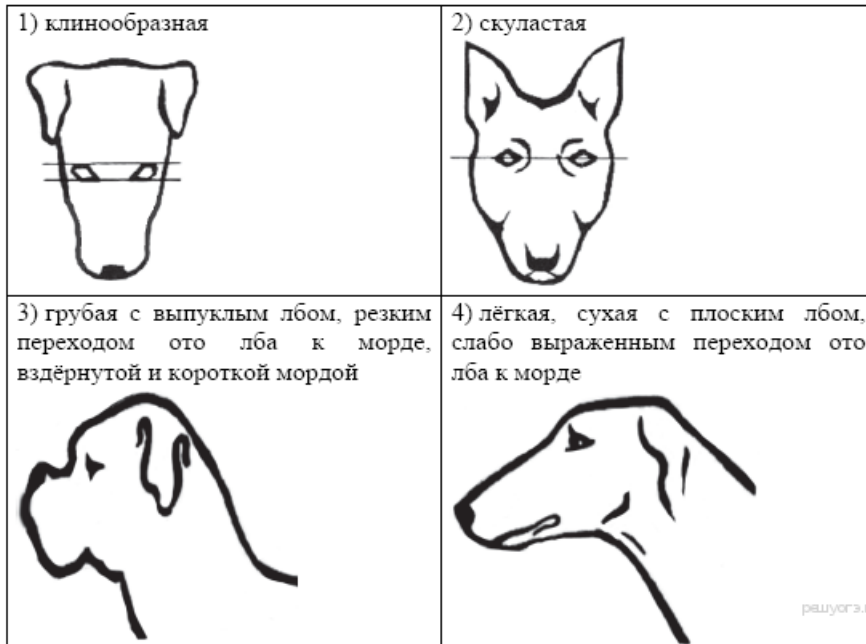 1) клинообразная
2) скуластая
3) грубая с выпуклым лбом, резким
переходом ото лба к морде,
вздёрнутой и короткой мордой
4) лёгкая, сухая с плоским лбом,
слабо выраженным переходом ото
лба к морде